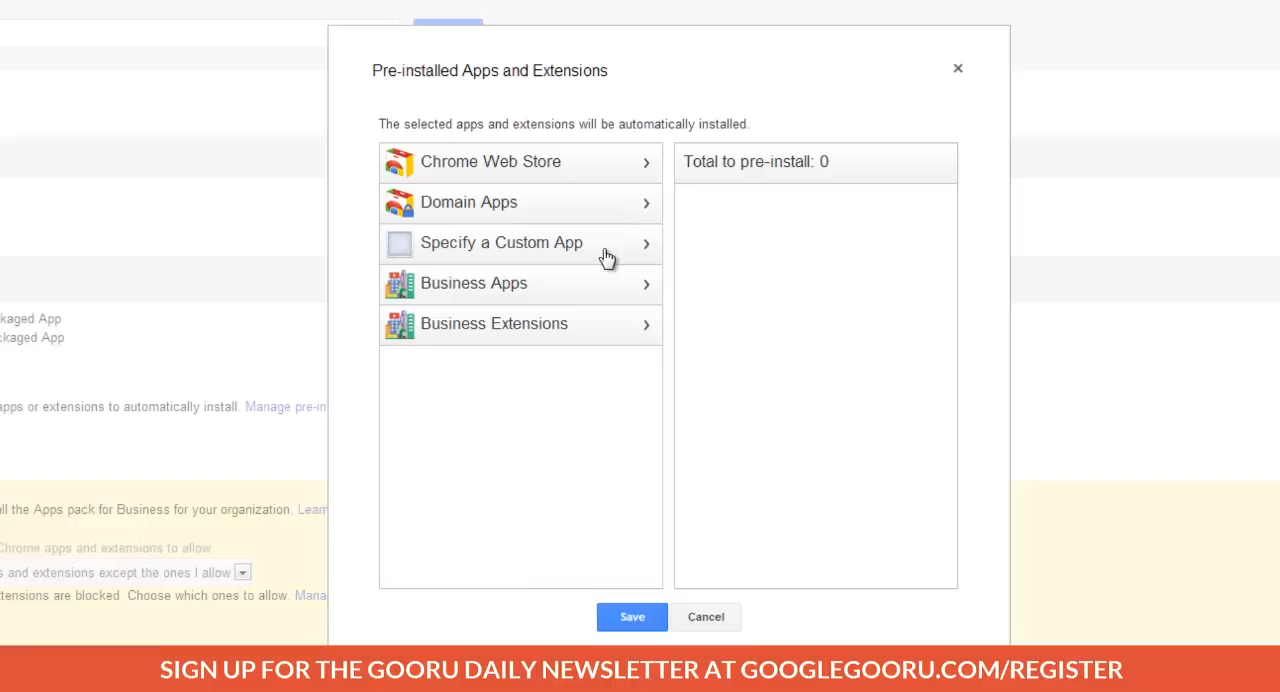 Pre-installed Apps and Extensions
The selected apps and extensions will be automatically installed.
Chrome Web Store
Total to pre-install: 0
Domain Apps
Specify a Custom App
Business Apps
Business Extensions
kaged App
ckaged App
apps or extensions to automatically install. Manage pre-in
all the Apps pack for Business for your organization. Learn
Chrome apps and extensions to allow
s and extensions except the ones I allow
tensions are blocked. Choose which ones to allow. Mana
Save
Cancel
SIGN UP FOR THE GOORU DAILY NEWSLETTER AT GOOGLEGOORU.COM/REGISTER